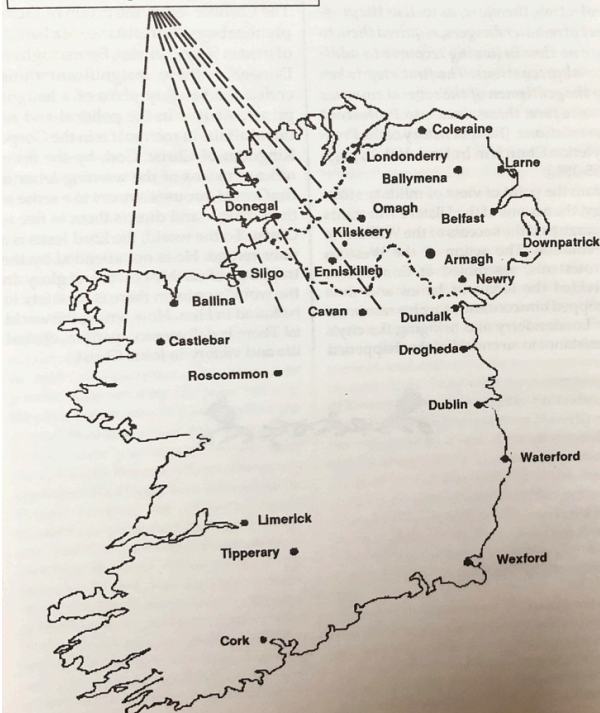 Coleraine
Londonderry
Larne
Ballymena
Donegal
Omagh
Belfast
Kilskeery
Downpatrick
Armagh
Enniskillen
Sligo
Newry
Ballina
Cavan
Dundalk
Castlebar
Drogheda
Roscommon
Dublin
Waterford
Limerick
Tipperary
Wexford
Cork